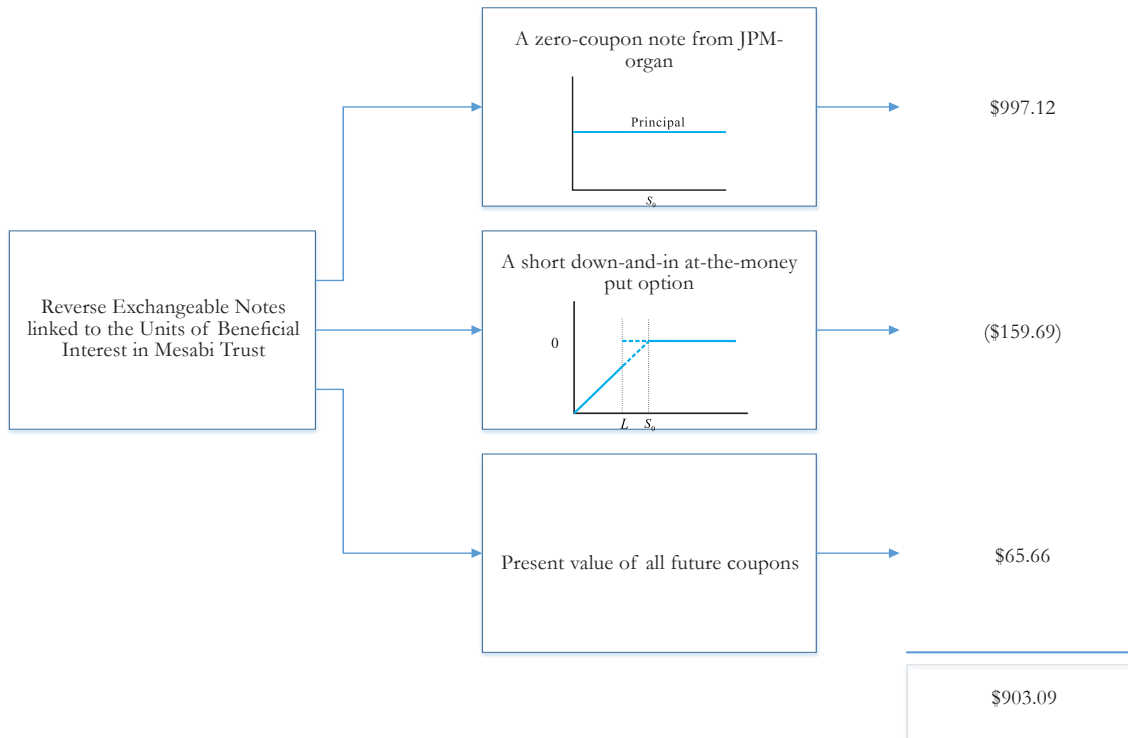 A zero-coupon note from JPM-
organ
Principal
S₀
$997.12
Reverse Exchangeable Notes
linked to the Units of Beneficial
Interest in Mesabi Trust
A short down-and-in at-the-money
put option
0
L S₀
($159.69)
Present value of all future coupons
$65.66
$903.09